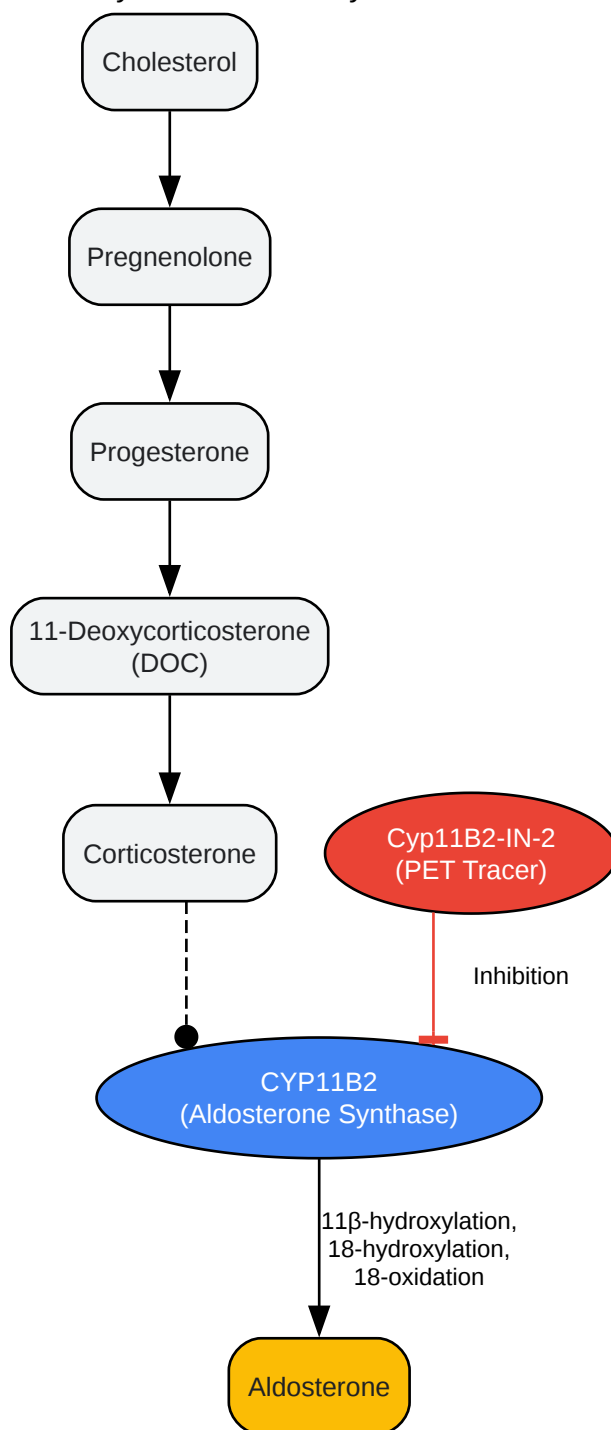 Cholesterol
Pregnenolone
Progesterone
11-Deoxycorticosterone
(DOC)
Corticosterone
Cyp11B2-IN-2
(PET Tracer)
Inhibition
CYP11B2
(Aldosterone Synthase)
11β-hydroxylation,
18-hydroxylation,
18-oxidation
Aldosterone